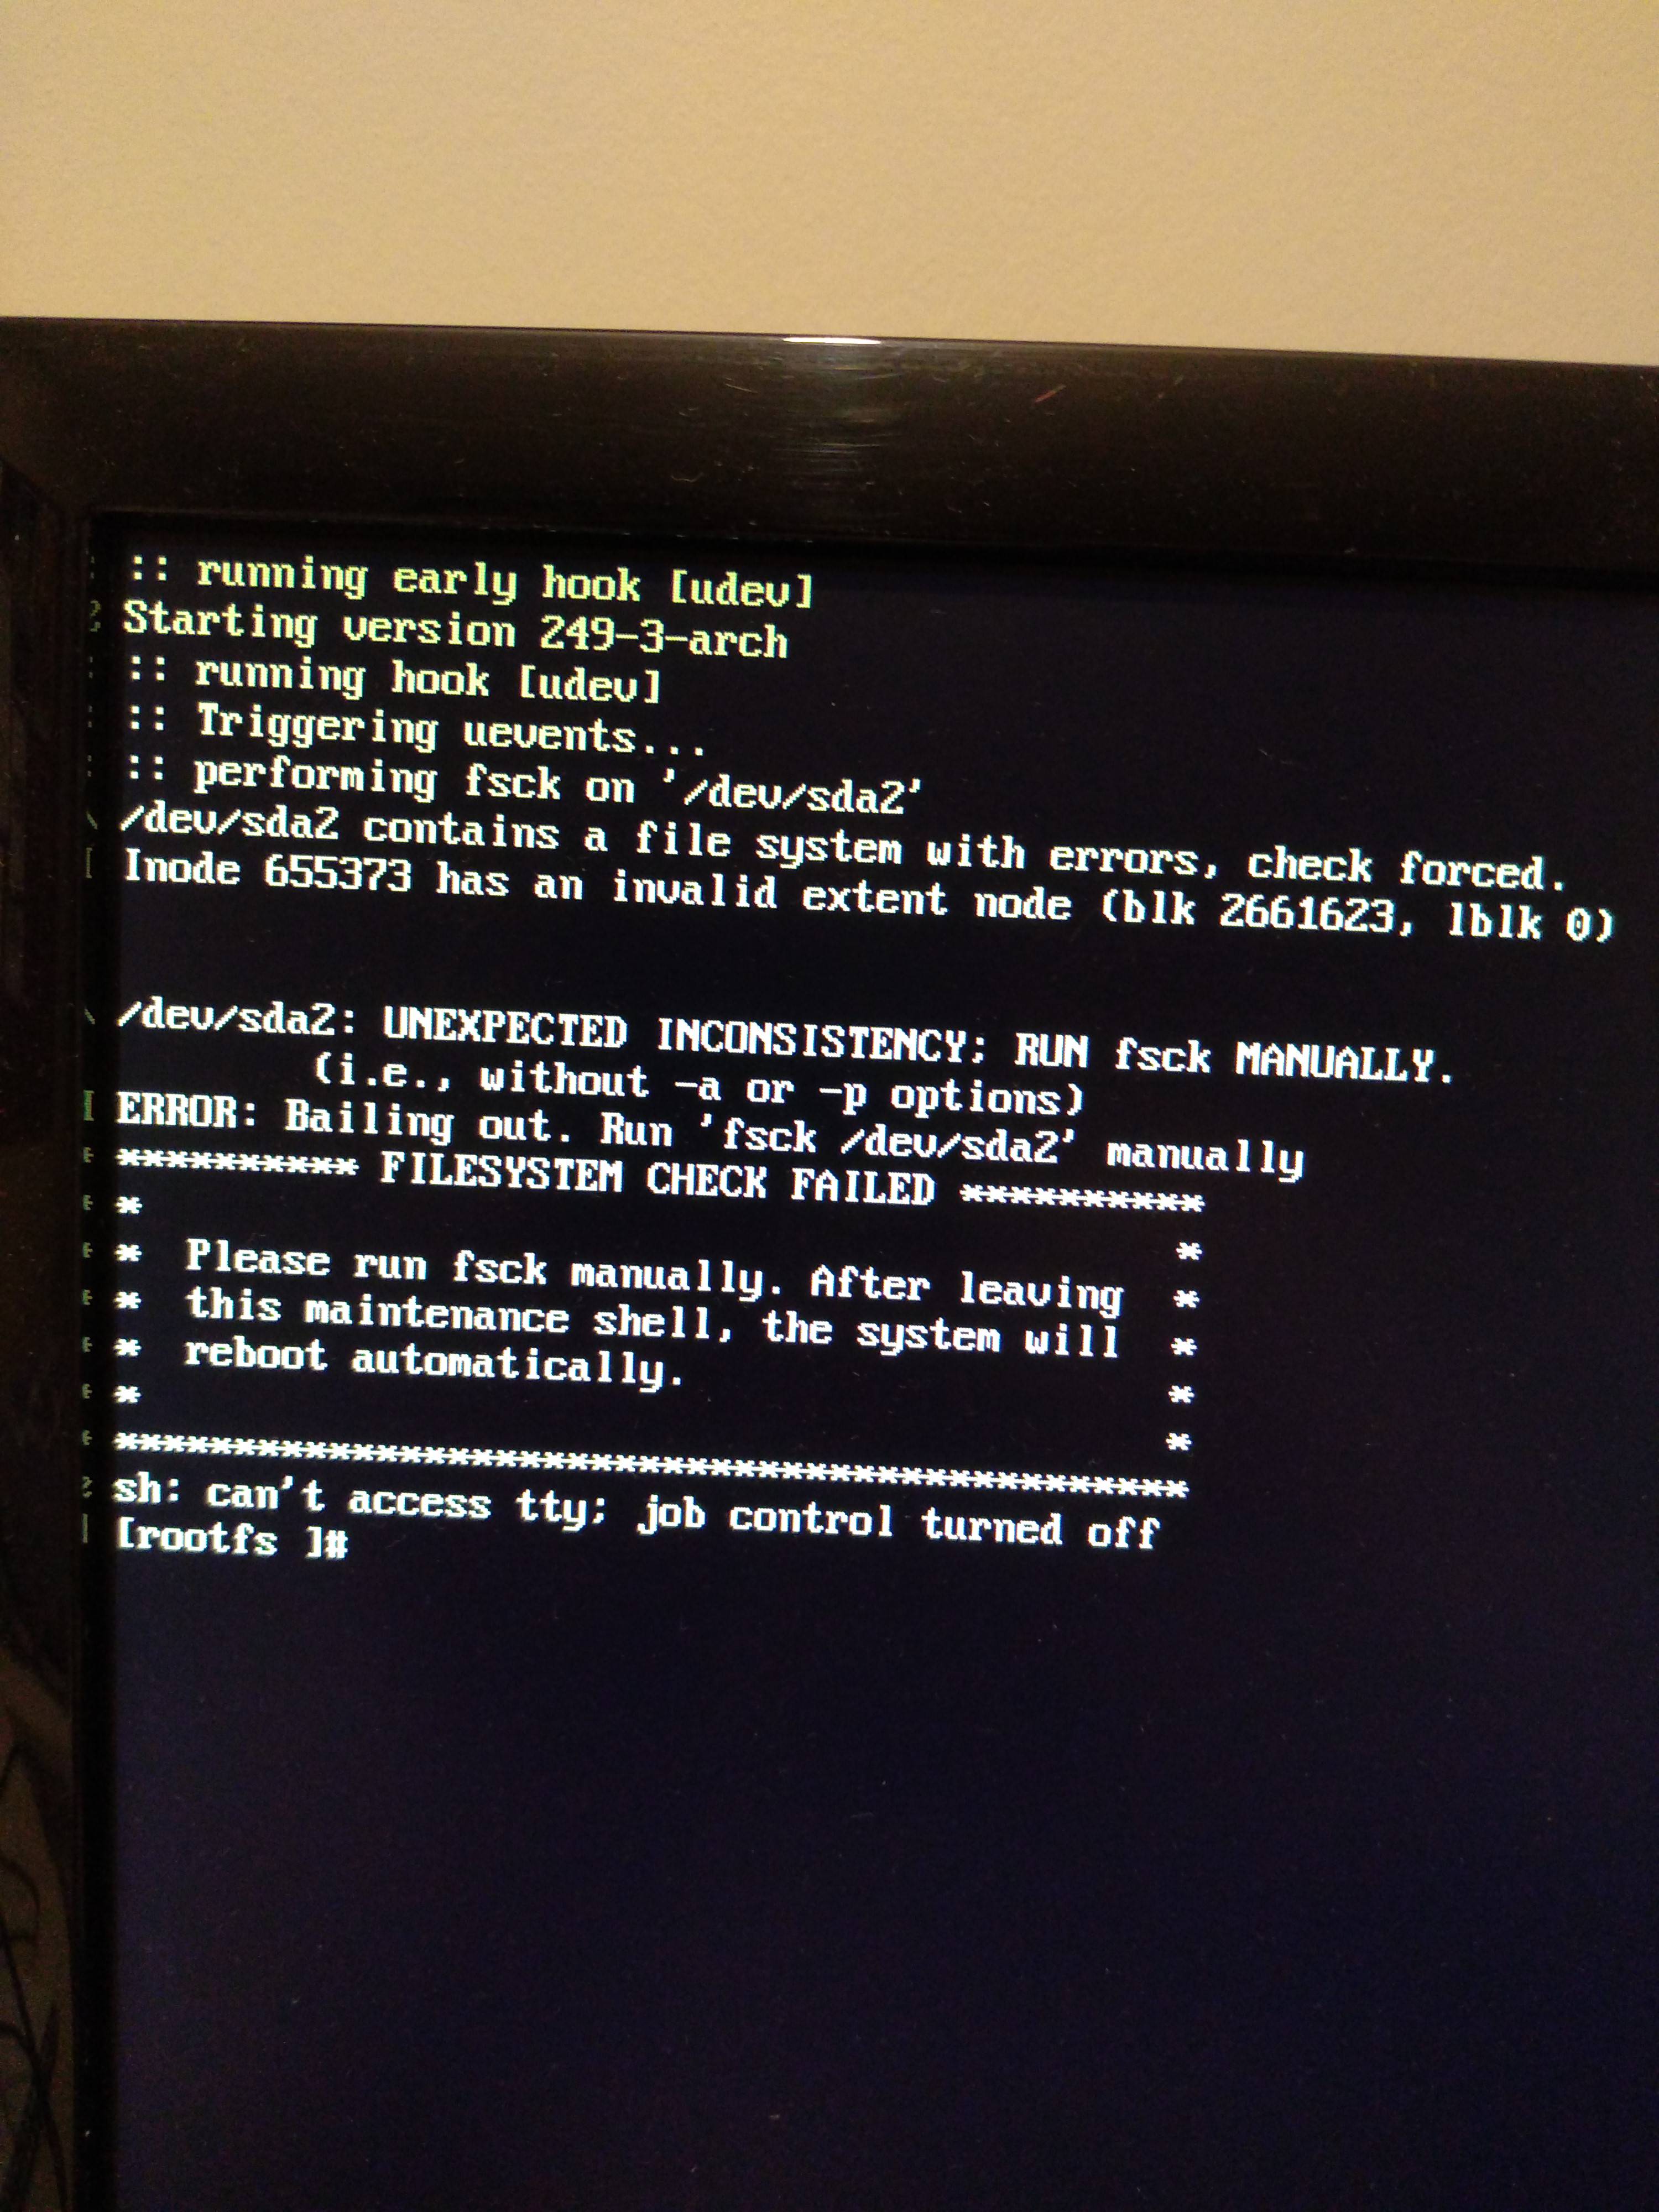 :: running early hook [udev]
Starting version 249-3-arch
:: running hook [udev]
:: Triggering uevents...
:: performing fsck on '/dev/sda2'
/dev/sda2 contains a file system with errors, check forced.
Inode 655373 has an invalid extent node (blk 2661623, lblk 0)
/dev/sda2: UNEXPECTED INCONSISTENCY; RUN fsck MANUALLY.
(i.e., without -a or -p options)
ERROR: Bailing out. Run 'fsck /dev/sda2' manually
********** FILESYSTEM CHECK FAILED **********
* *
* Please run fsck manually. After leaving *
* this maintenance shell, the system will *
* reboot automatically. *
* *
*********************************************
sh: can't access tty; job control turned off
[rootfs ]#